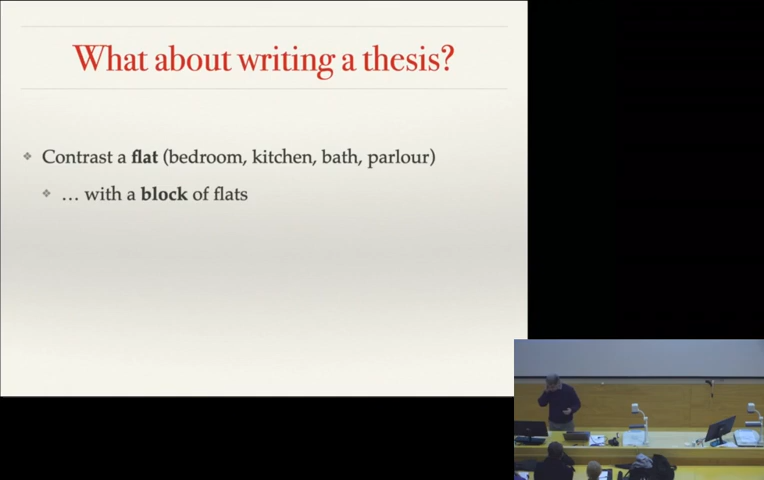 What about writing a thesis?
Contrast a flat (bedroom, kitchen, bath, parlour)
… with a block of flats